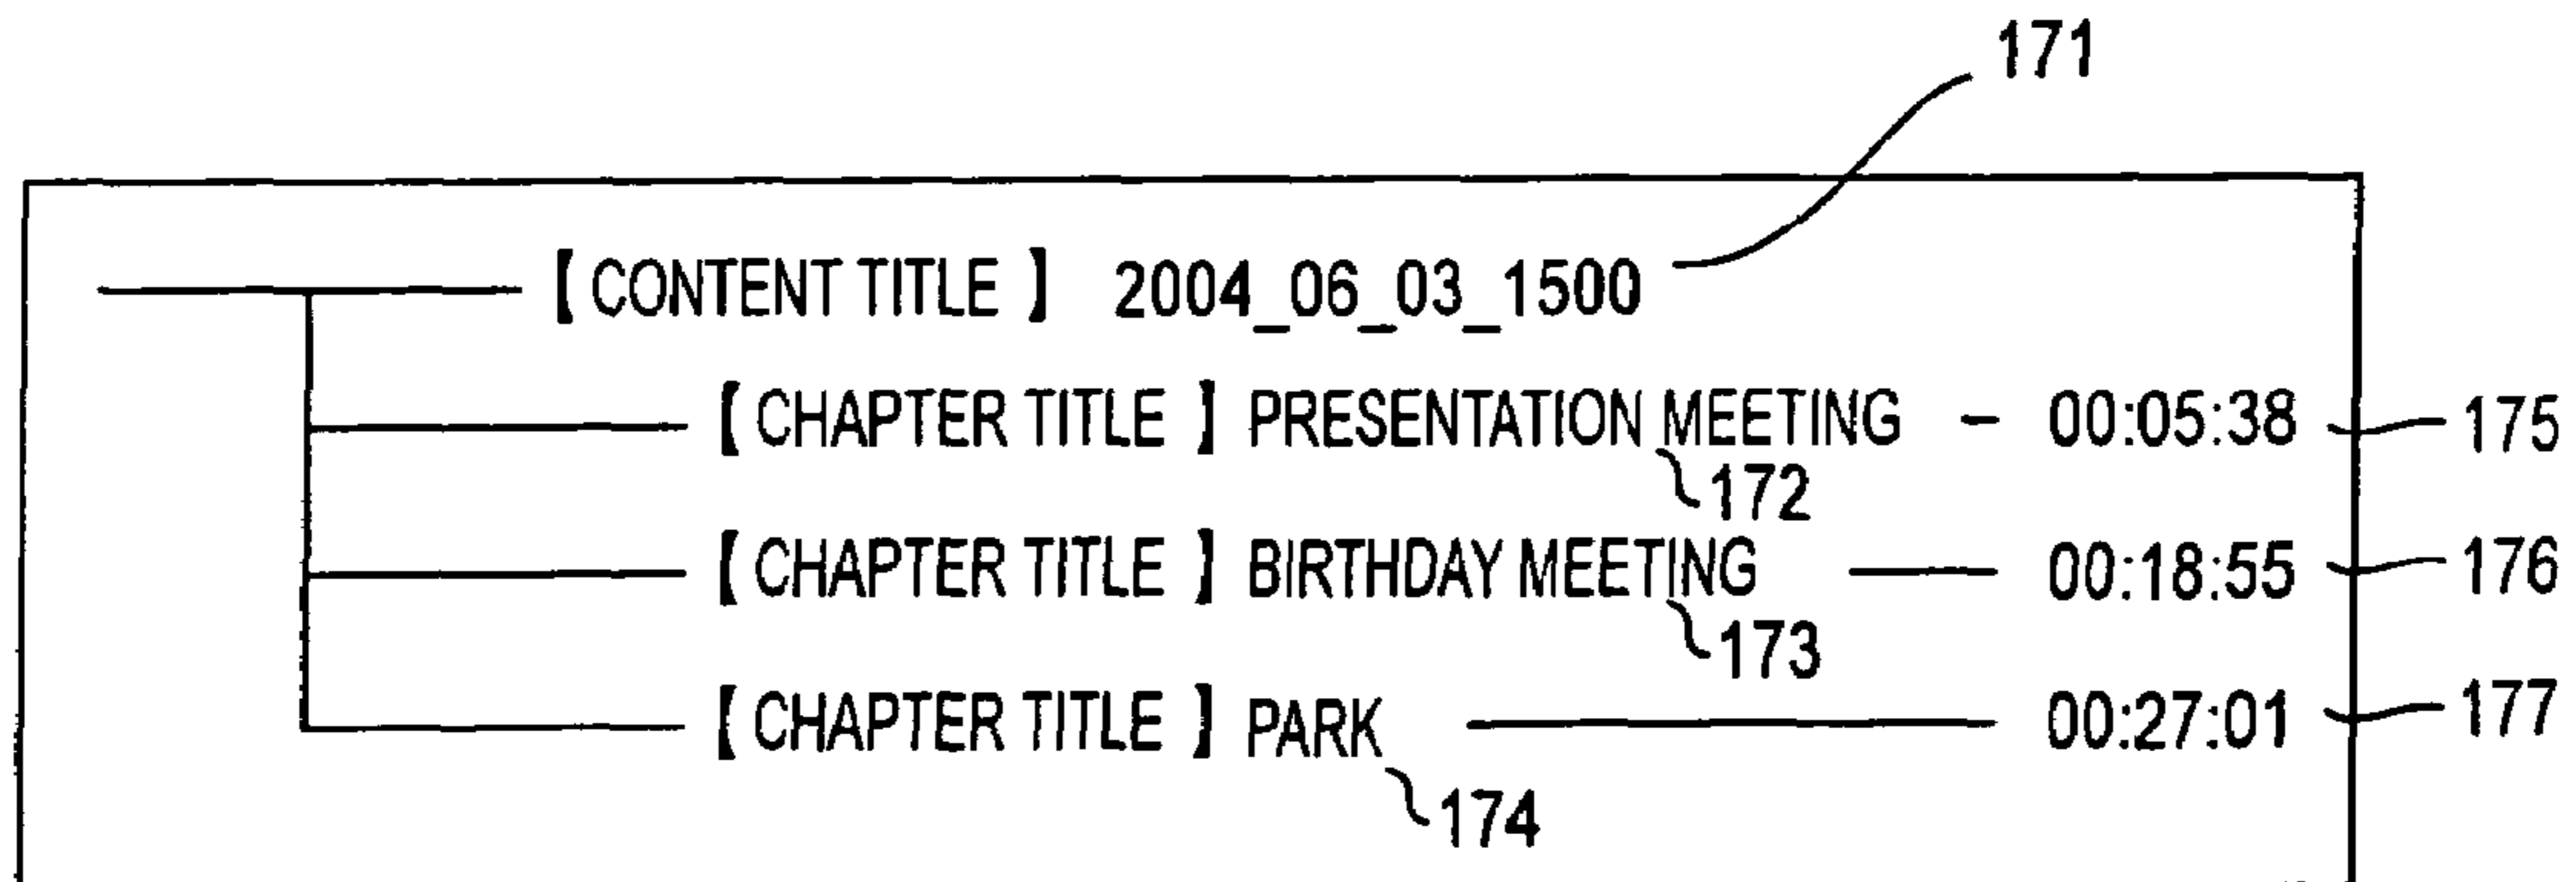 171
【 CONTENT TITLE 】 2004_06_03_1500
【 CHAPTER TITLE 】 PRESENTATION MEETING - 00:05:38 175
172
【 CHAPTER TITLE 】 BIRTHDAY MEETING — 00:18:55 176
173
【 CHAPTER TITLE 】 PARK — 00:27:01 177
174